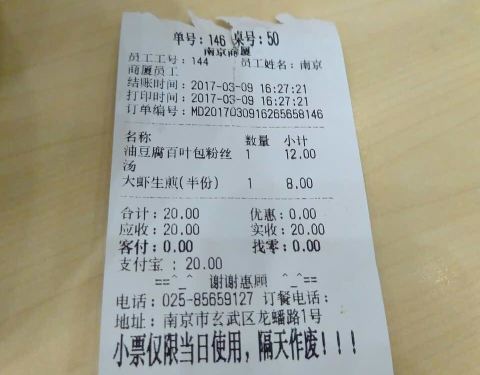 单号:146 桌号:50
南京商厦
员工工号:144 员工姓名:南京
商厦员工
结账时间:2017-03-09 16:27:21
打印时间:2017-03-09 16:27:21
订单编号:MD2017030916265658146
名称 数量 小计
油豆腐百叶包粉丝 1 12.00
汤
大虾生煎(半份) 1 8.00
合计:20.00 优惠:0.00
应收:20.00 实收:20.00
客付:0.00 找零:0.00
支付宝:20.00
==^_^ 谢谢惠顾 ^_^==
电话:025-85659127 订餐电话:
地址:南京市玄武区龙蟠路1号
小票仅限当日使用,隔天作废!!!